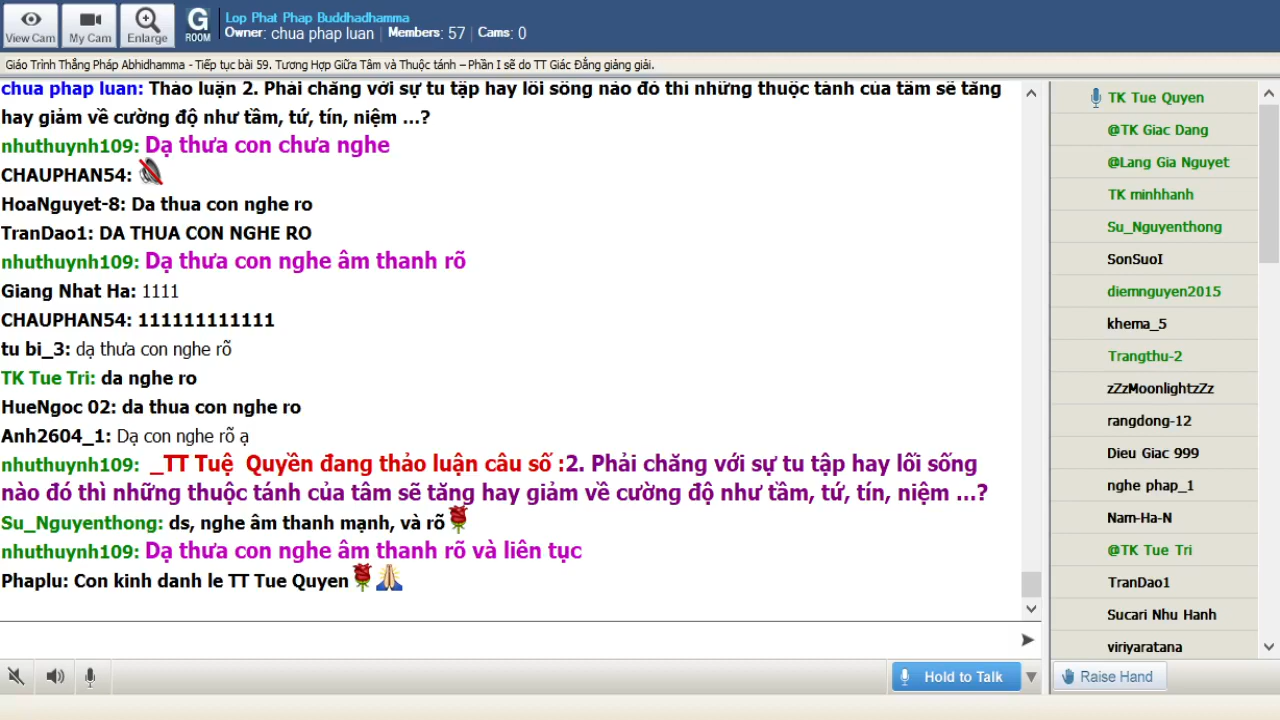 View Cam
My Cam
Enlarge
G
ROOM
Lop Phat Phap Buddhadhamma
Owner: chua phap luan | Members: 57 | Cams: 0
Giáo Trình Thắng Pháp Abhidhamma - Tiếp tục bài 59. Tương Hợp Giữa Tâm và Thuộc tánh – Phần I sẽ do TT Giác Đẳng giảng giải.
chua phap luan: Thảo luận 2. Phải chăng với sự tu tập hay lối sống nào đó thì những thuộc tánh của tâm sẽ tăng
hay giảm về cường độ như tầm, tứ, tín, niệm ...?
nhuthuynh109: Dạ thưa con chưa nghe
CHAUPHAN54:
HoaNguyet-8: Da thua con nghe ro
TranDao1: DA THUA CON NGHE RO
nhuthuynh109: Dạ thưa con nghe âm thanh rõ
Giang Nhat Ha: 1111
CHAUPHAN54: 111111111111
tu bi_3: dạ thưa con nghe rõ
TK Tue Tri: da nghe ro
HueNgoc 02: da thua con nghe ro
Anh2604_1: Dạ con nghe rõ ạ
nhuthuynh109: _TT Tuệ Quyền đang thảo luận câu số :2. Phải chăng với sự tu tập hay lối sống
nào đó thì những thuộc tánh của tâm sẽ tăng hay giảm về cường độ như tầm, tứ, tín, niệm ...?
Su_Nguyenthong: ds, nghe âm thanh mạnh, và rõ
nhuthuynh109: Dạ thưa con nghe âm thanh rõ và liên tục
Phaplu: Con kinh danh le TT Tue Quyen
TK Tue Quyen
@TK Giac Dang
@Lang Gia Nguyet
TK minhhanh
Su_Nguyenthong
SonSuoI
diemnguyen2015
khema_5
Trangthu-2
zZzMoonlightzZz
rangdong-12
Dieu Giac 999
nghe phap_1
Nam-Ha-N
@TK Tue Tri
TranDao1
Sucari Nhu Hanh
viriyaratana
Hold to Talk
Raise Hand